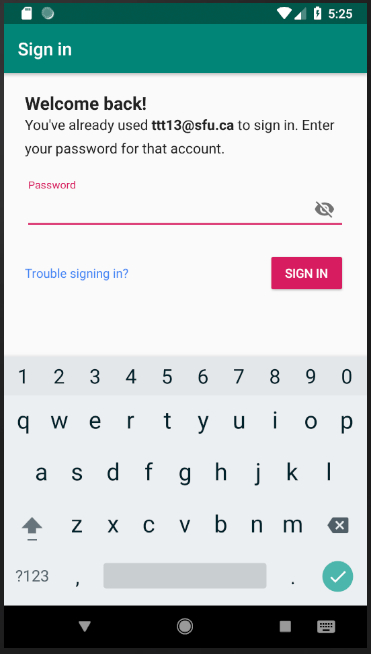 5:25
Sign in
Welcome back!
You've already used ttt13@sfu.ca to sign in. Enter
your password for that account.
Password
Trouble signing in?
SIGN IN
1 2 3 4 5 6 7 8 9 0
q w e r t y u i o p
a s d f g h j k l
z x c v b n m
?123 , .